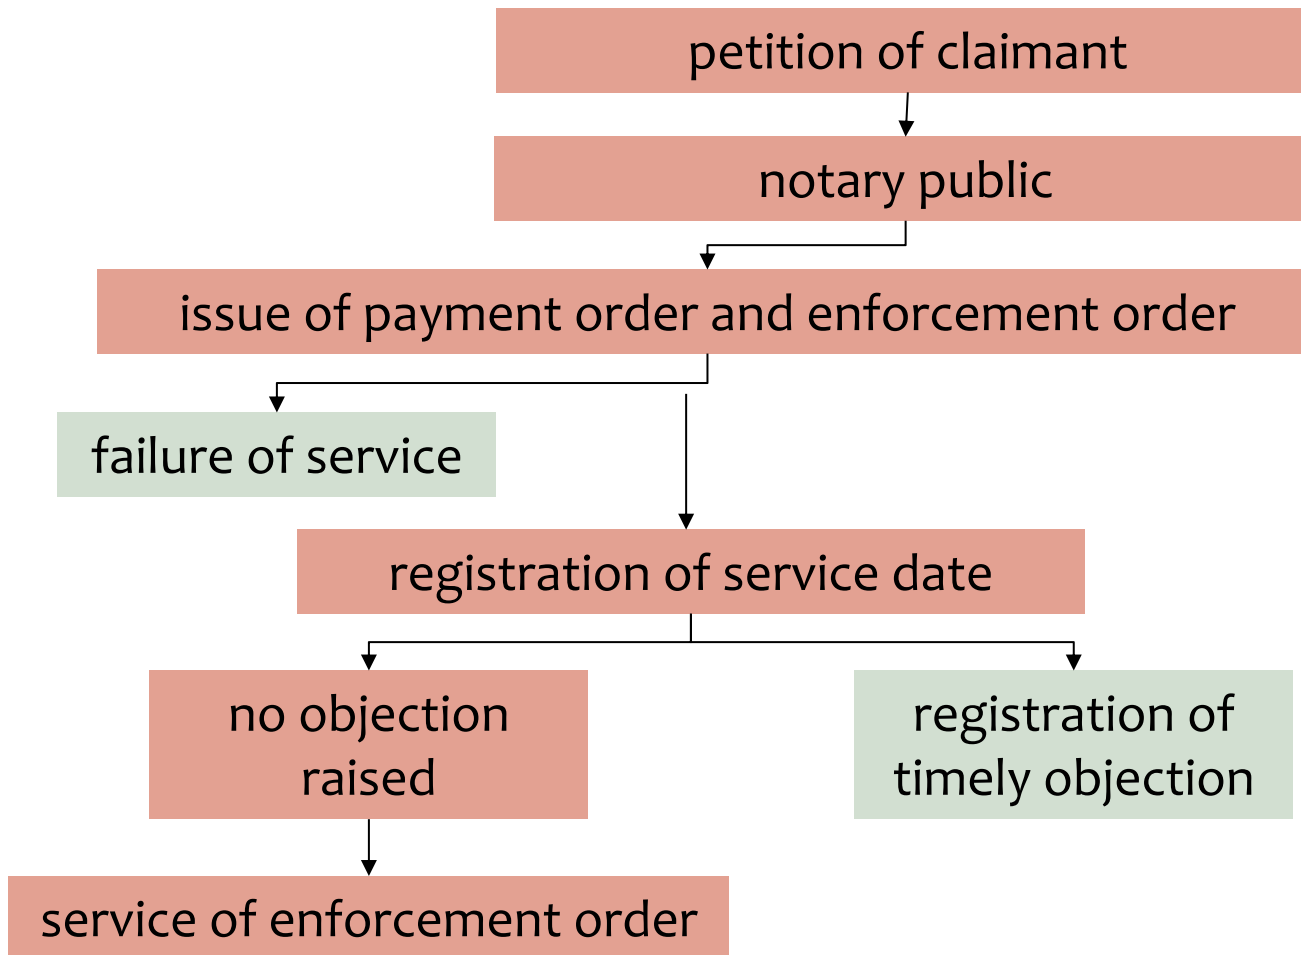 petition of claimant
notary public
issue of payment order and enforcement order
failure of service
registration of service date
no objection
raised
registration of
timely objection
service of enforcement order